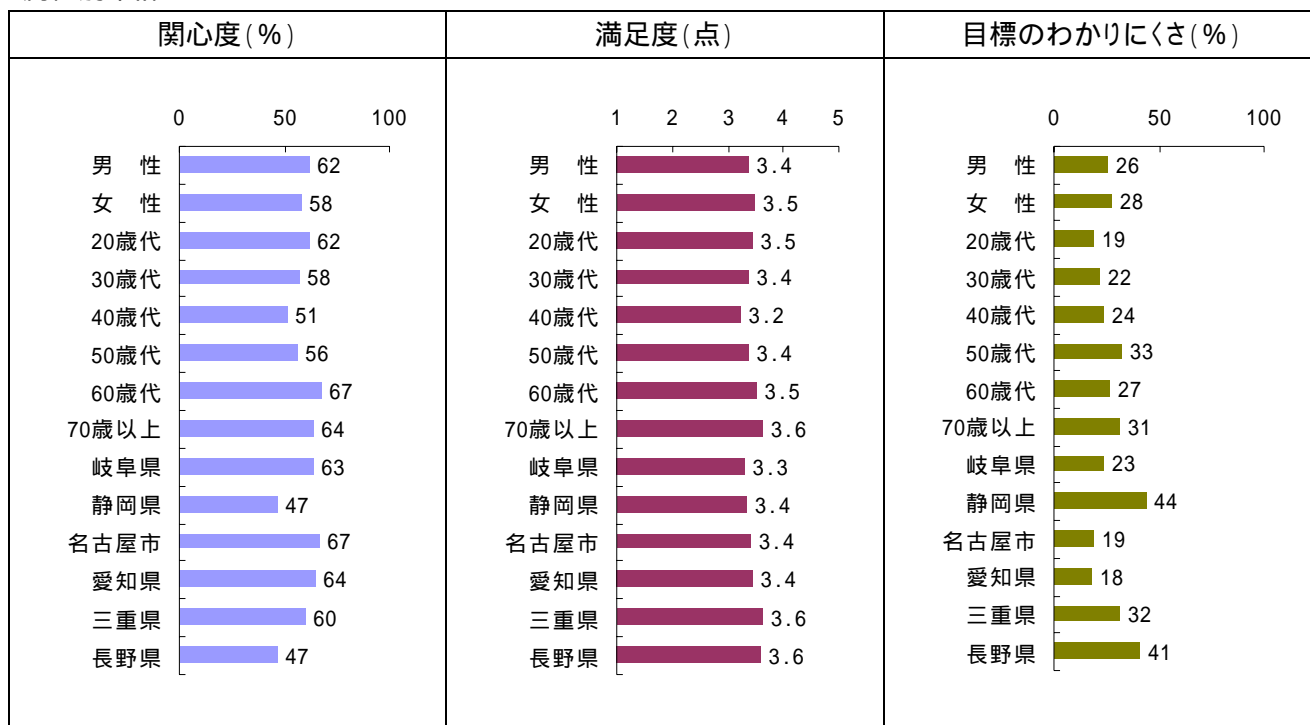 関心度(%)
0 50 100
男 性 62
女 性 58
20歳代 62
30歳代 58
40歳代 51
50歳代 56
60歳代 67
70歳以上 64
岐阜県 63
静岡県 47
名古屋市 67
愛知県 64
三重県 60
長野県 47
満足度(点)
1 2 3 4 5
男 性 3.4
女 性 3.5
20歳代 3.5
30歳代 3.4
40歳代 3.2
50歳代 3.4
60歳代 3.5
70歳以上 3.6
岐阜県 3.3
静岡県 3.4
名古屋市 3.4
愛知県 3.4
三重県 3.6
長野県 3.6
目標のわかりにくさ(%)
0 50 100
男 性 26
女 性 28
20歳代 19
30歳代 22
40歳代 24
50歳代 33
60歳代 27
70歳以上 31
岐阜県 23
静岡県 44
名古屋市 19
愛知県 18
三重県 32
長野県 41